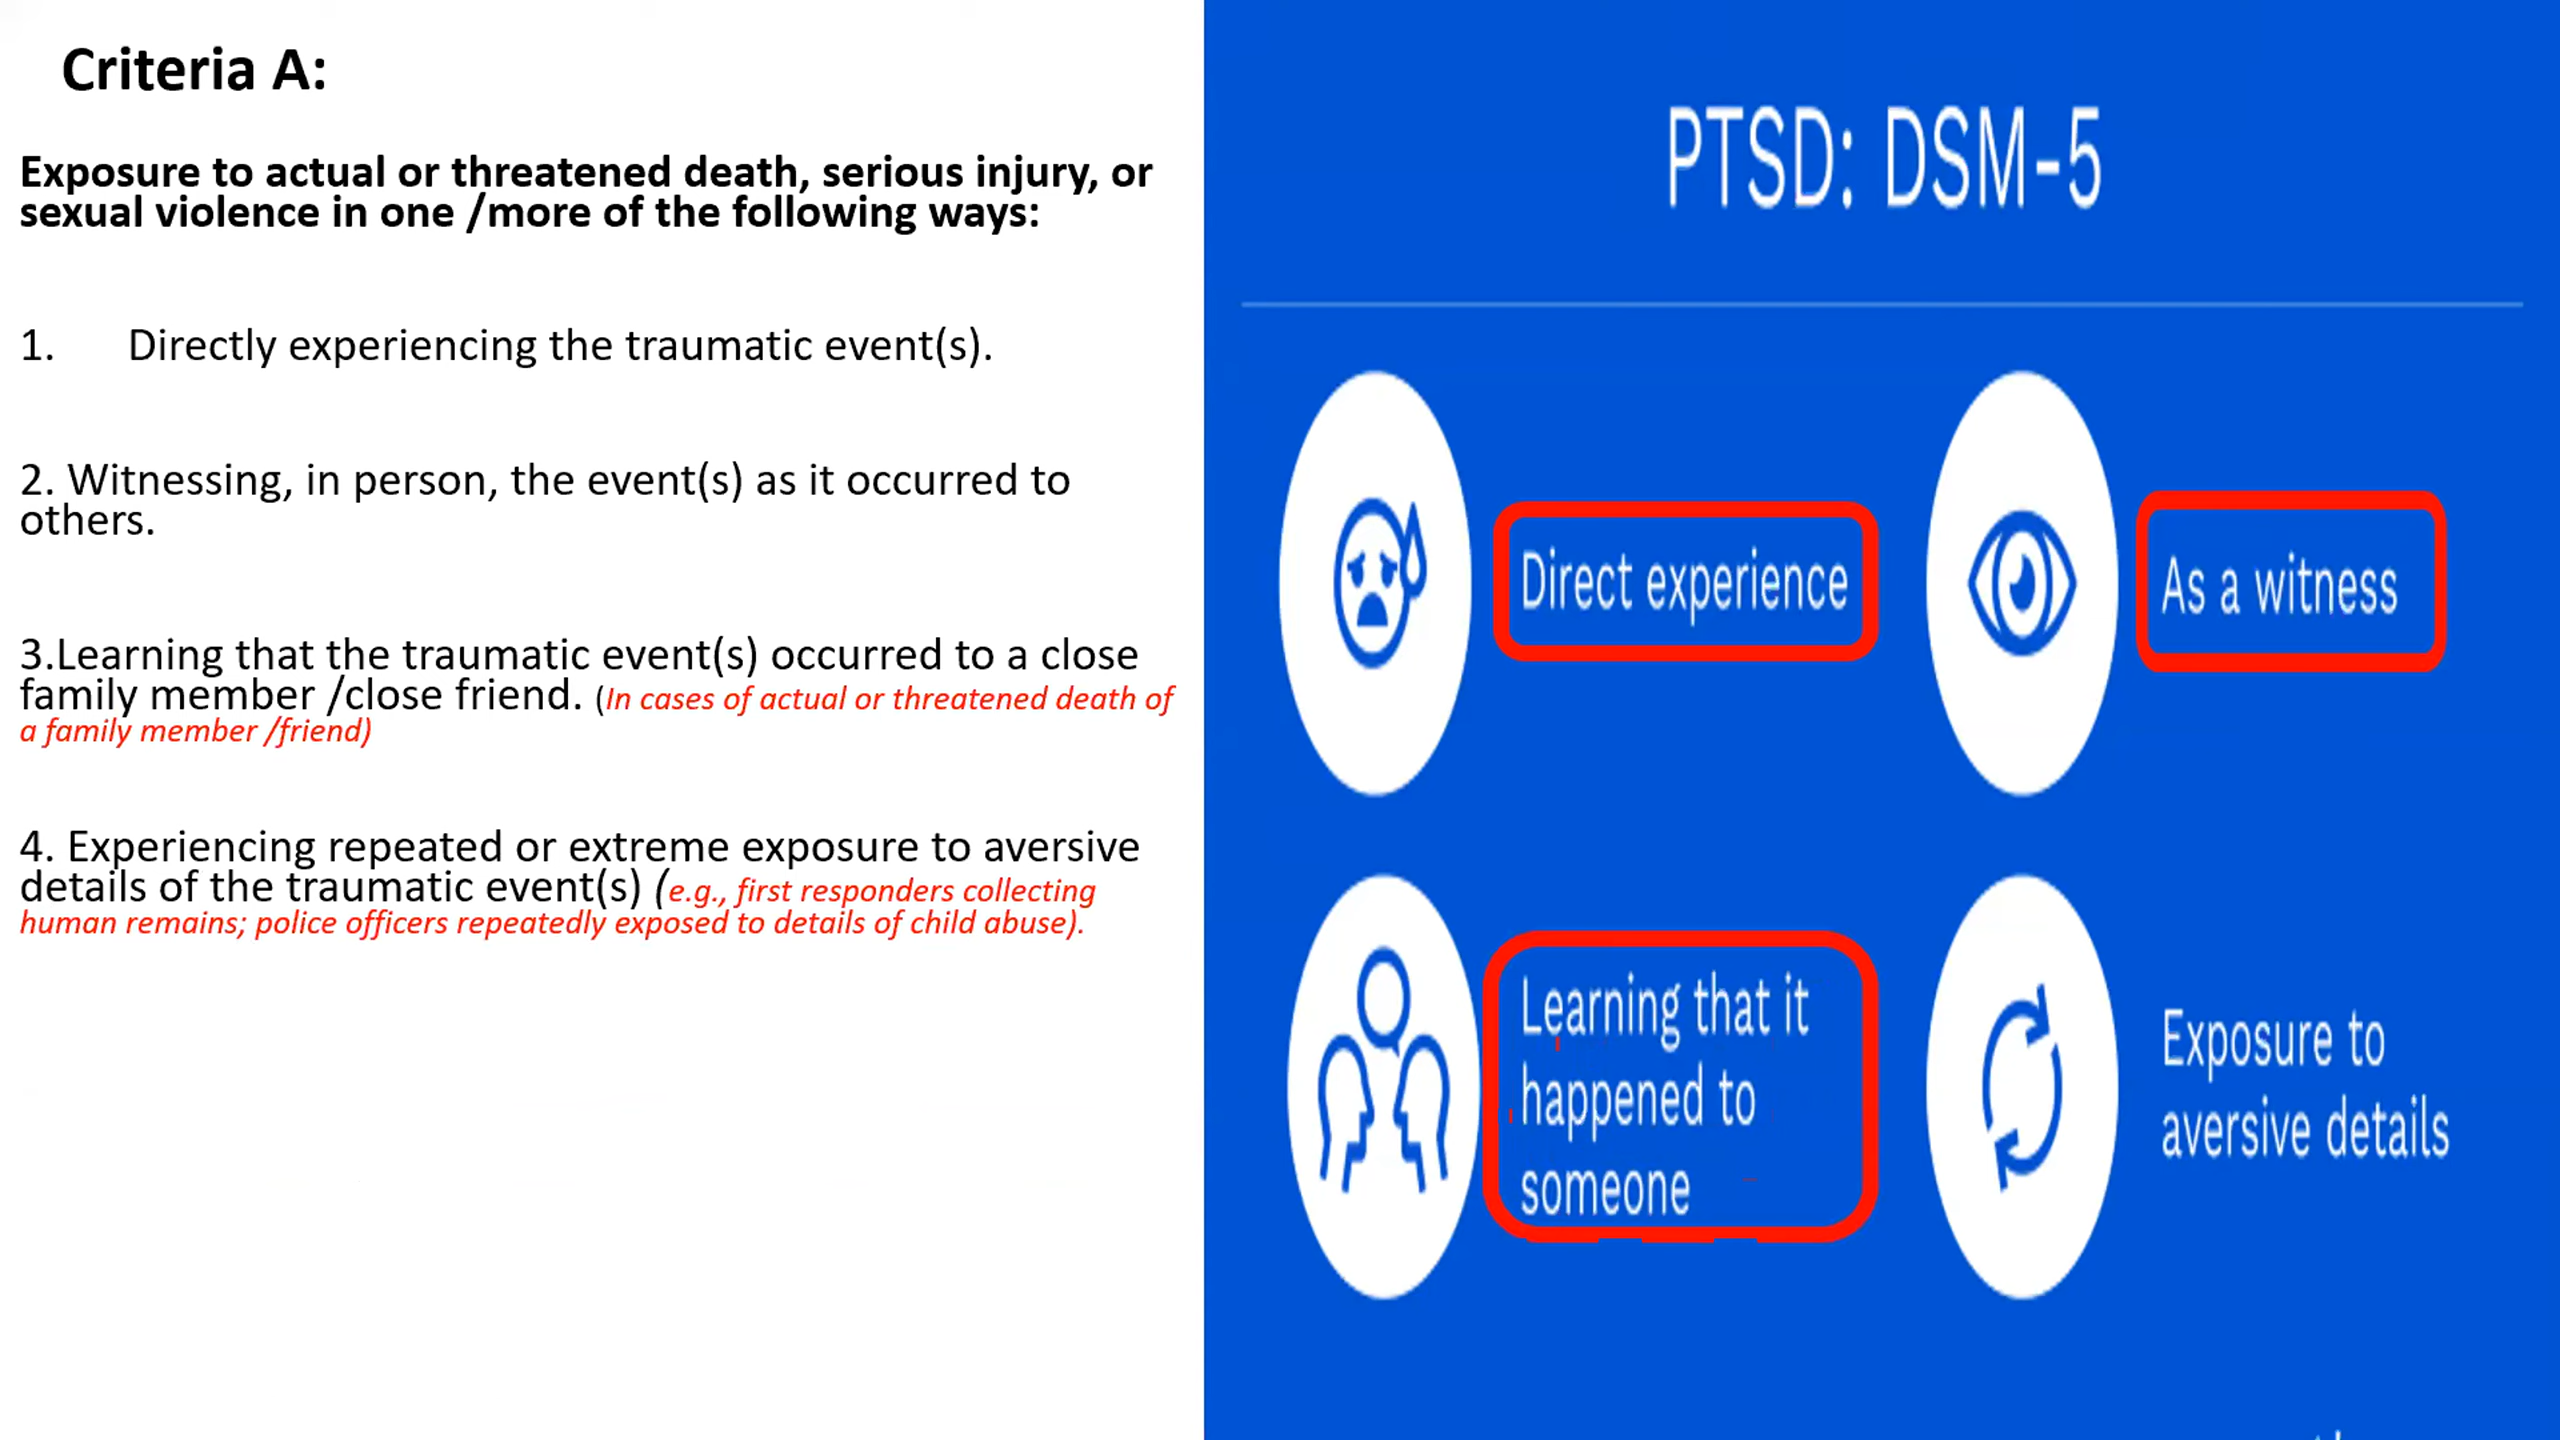 Criteria A:
Exposure to actual or threatened death, serious injury, or
sexual violence in one /more of the following ways:
1. Directly experiencing the traumatic event(s).
2. Witnessing, in person, the event(s) as it occurred to
others.
3.Learning that the traumatic event(s) occurred to a close
family member /close friend. (In cases of actual or threatened death of
a family member /friend)
4. Experiencing repeated or extreme exposure to aversive
details of the traumatic event(s) (e.g., first responders collecting
human remains; police officers repeatedly exposed to details of child abuse).
PTSD: DSM-5
Direct experience
As a witness
Learning that it
happened to
someone
Exposure to
aversive details